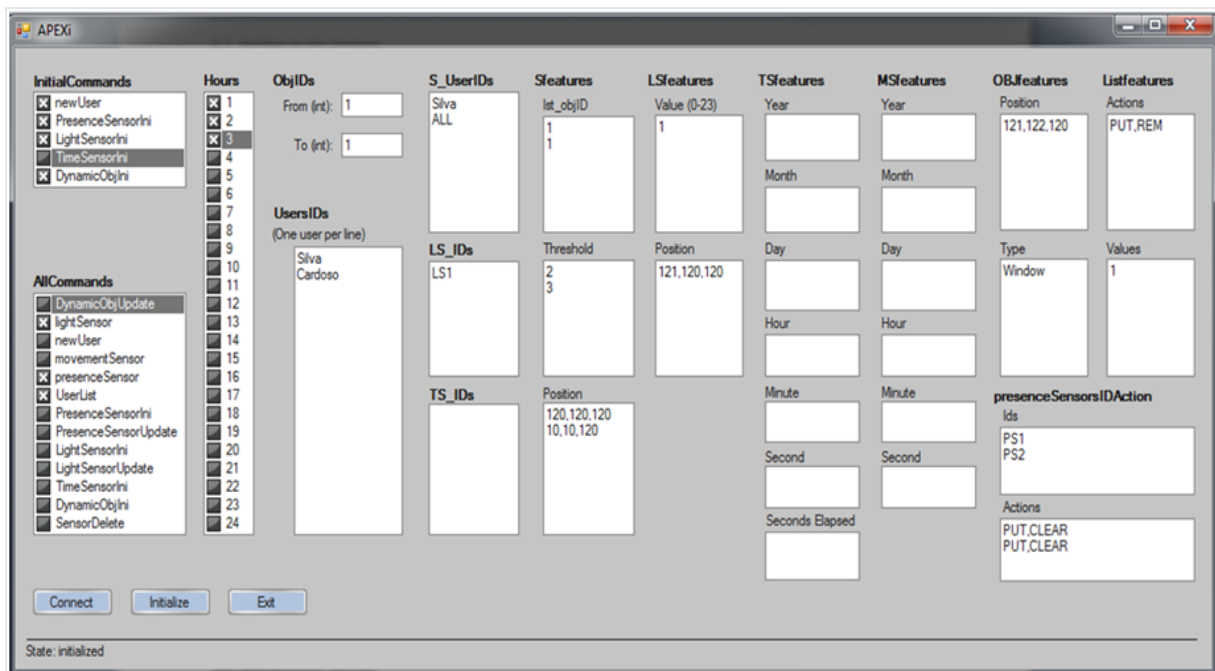 APEXi
InitialCommands
newUser
PresenceSensorIni
LightSensorIni
TimeSensorIni
DynamicObjIni
AllCommands
DynamicObjUpdate
lightSensor
newUser
movementSensor
presenceSensor
UserList
PresenceSensorIni
PresenceSensorUpdate
LightSensorIni
LightSensorUpdate
TimeSensorIni
DynamicObjIni
SensorDelete
Hours
1
2
3
4
5
6
7
8
9
10
11
12
13
14
15
16
17
18
19
20
21
22
23
24
ObjIDs
From (int): 1
To (int): 1
UsersIDs
(One user per line)
Silva
Cardoso
S_UserIDs
Silva
ALL
LS_IDs
LS1
TS_IDs
Sfeatures
lst_objID
1
1
Threshold
2
3
Position
120,120,120
10,10,120
LSfeatures
Value (0-23)
1
Position
121,120,120
TSfeatures
Year
Month
Day
Hour
Minute
Second
Seconds Elapsed
MSfeatures
Year
Month
Day
Hour
Minute
Second
OBJfeatures
Position
121,122,120
Type
Window
Listfeatures
Actions
PUT,REM
Values
1
presenceSensorsIDAction
Ids
PS1
PS2
Actions
PUT,CLEAR
PUT,CLEAR
Connect
Initialize
Exit
State: initialized